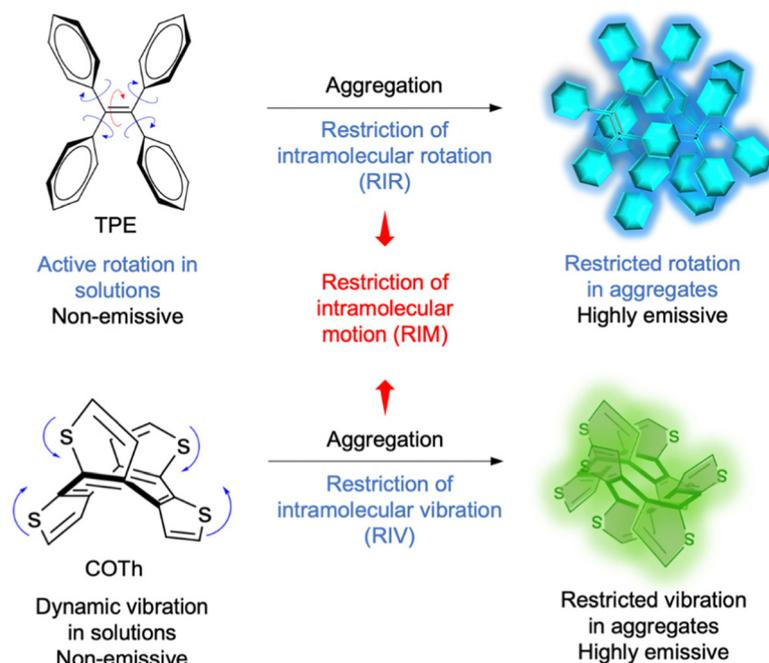 Aggregation
Restriction of
intramolecular rotation
(RIR)
TPE
Active rotation in
solutions
Non-emissive
Restriction of
intramolecular
motion (RIM)
Restricted rotation
in aggregates
Highly emissive
S
S
S
S
COTh
Dynamic vibration
in solutions
Non-emissive
Aggregation
Restriction of
intramolecular vibration
(RIV)
S
S
S
S
S
S
S
Restricted vibration
in aggregates
Highly emissive